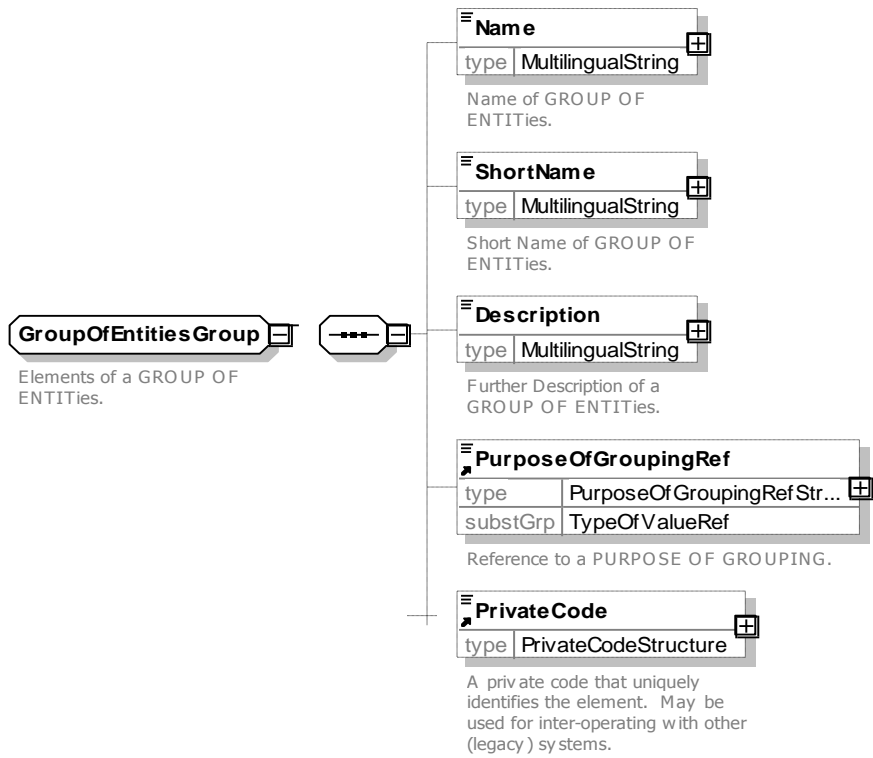 Name
type MultilingualString
Name of GROUP OF
ENTITies.
ShortName
type MultilingualString
Short Name of GROUP OF
ENTITies.
Description
type MultilingualString
Further Description of a
GROUP OF ENTITies.
GroupOfEntitiesGroup
Elements of a GROUP OF
ENTITies.
PurposeOfGroupingRef
type PurposeOfGroupingRefStr...
substGrp TypeOfValueRef
Reference to a PURPOSE OF GROUPING.
PrivateCode
type PrivateCodeStructure
A private code that uniquely
identifies the element. May be
used for inter-operating with other
(legacy) systems.